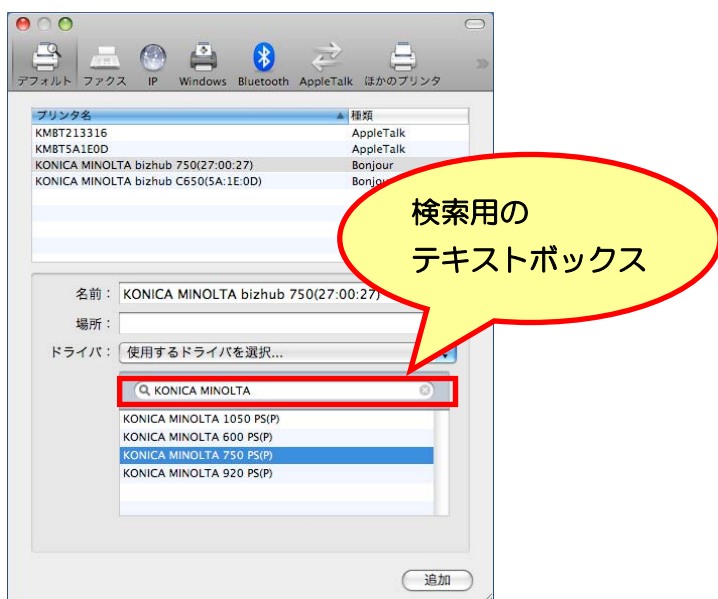 デフォルト ファクス IP Windows Bluetooth AppleTalk ほかのプリンタ
プリンタ名 種類
KMBT213316 AppleTalk
KMBT5A1E0D AppleTalk
KONICA MINOLTA bizhub 750(27:00:27) Bonjour
KONICA MINOLTA bizhub C650(5A:1E:0D)
検索用の
テキストボックス
名前： KONICA MINOLTA bizhub 750(27:00:27)
場所：
ドライバ： 使用するドライバを選択...
KONICA MINOLTA
KONICA MINOLTA 1050 PS(P)
KONICA MINOLTA 600 PS(P)
KONICA MINOLTA 750 PS(P)
KONICA MINOLTA 920 PS(P)
追加